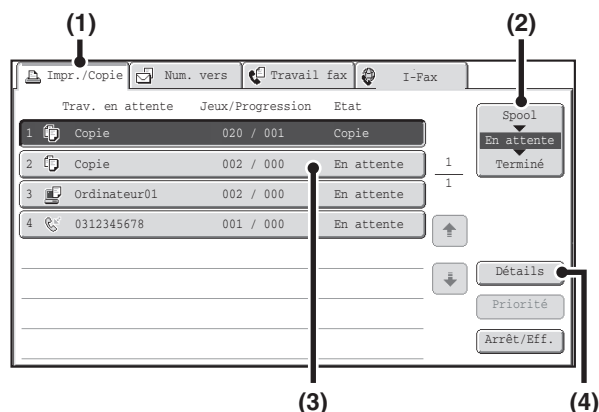 (1) (2)
Impr./Copie Num. vers Travail fax I-Fax
Trav. en attente Jeux/Progression Etat
Spool
En attente
Terminé
1 Copie 020 / 001 Copie
2 Copie 002 / 000 En attente
3 Ordinateur01 002 / 000 En attente
4 0312345678 001 / 000 En attente
1
1
Détails
Priorité
Arrêt/Eff.
(3) (4)